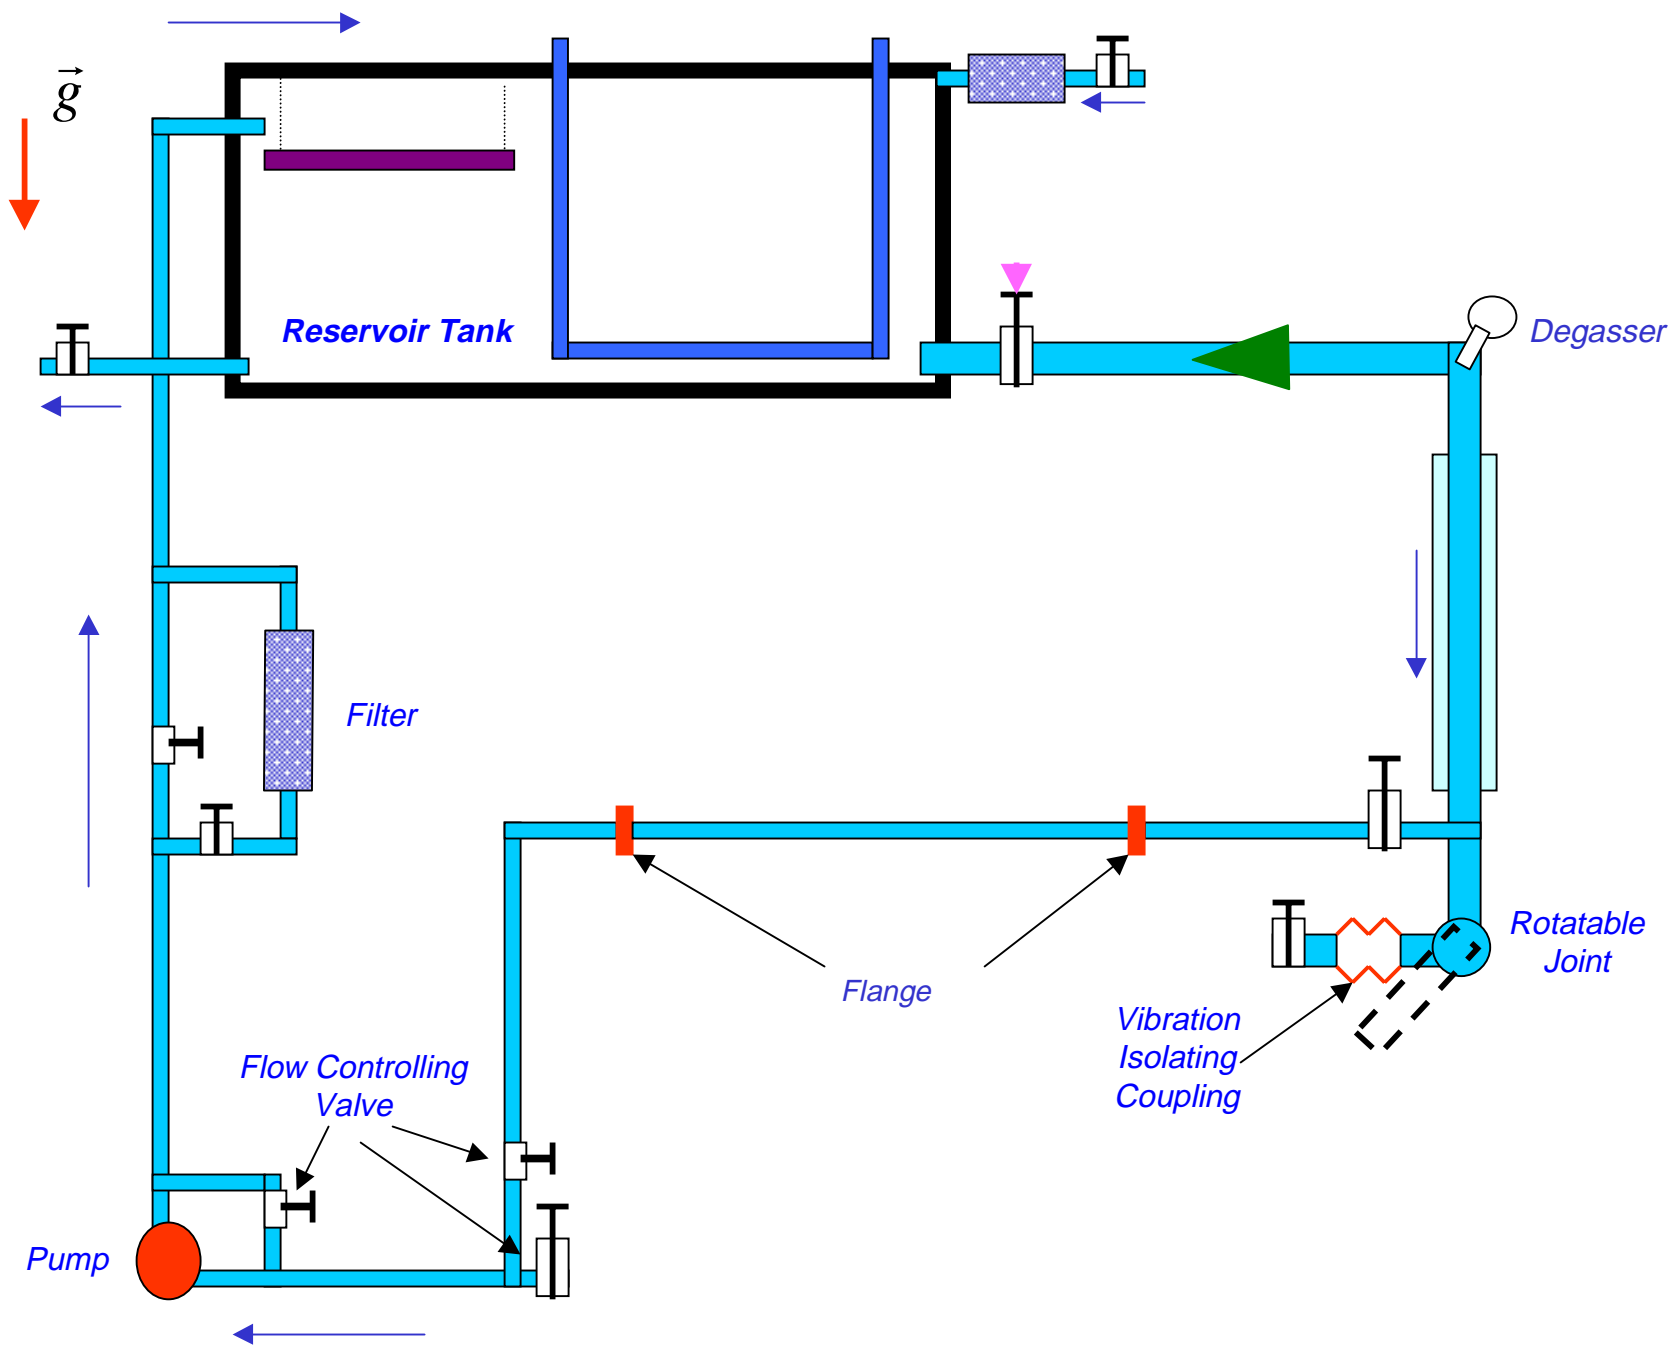 g
Reservoir Tank
Degasser
Filter
Rotatable
Joint
Flange
Vibration
Isolating
Coupling
Flow Controlling
Valve
Pump